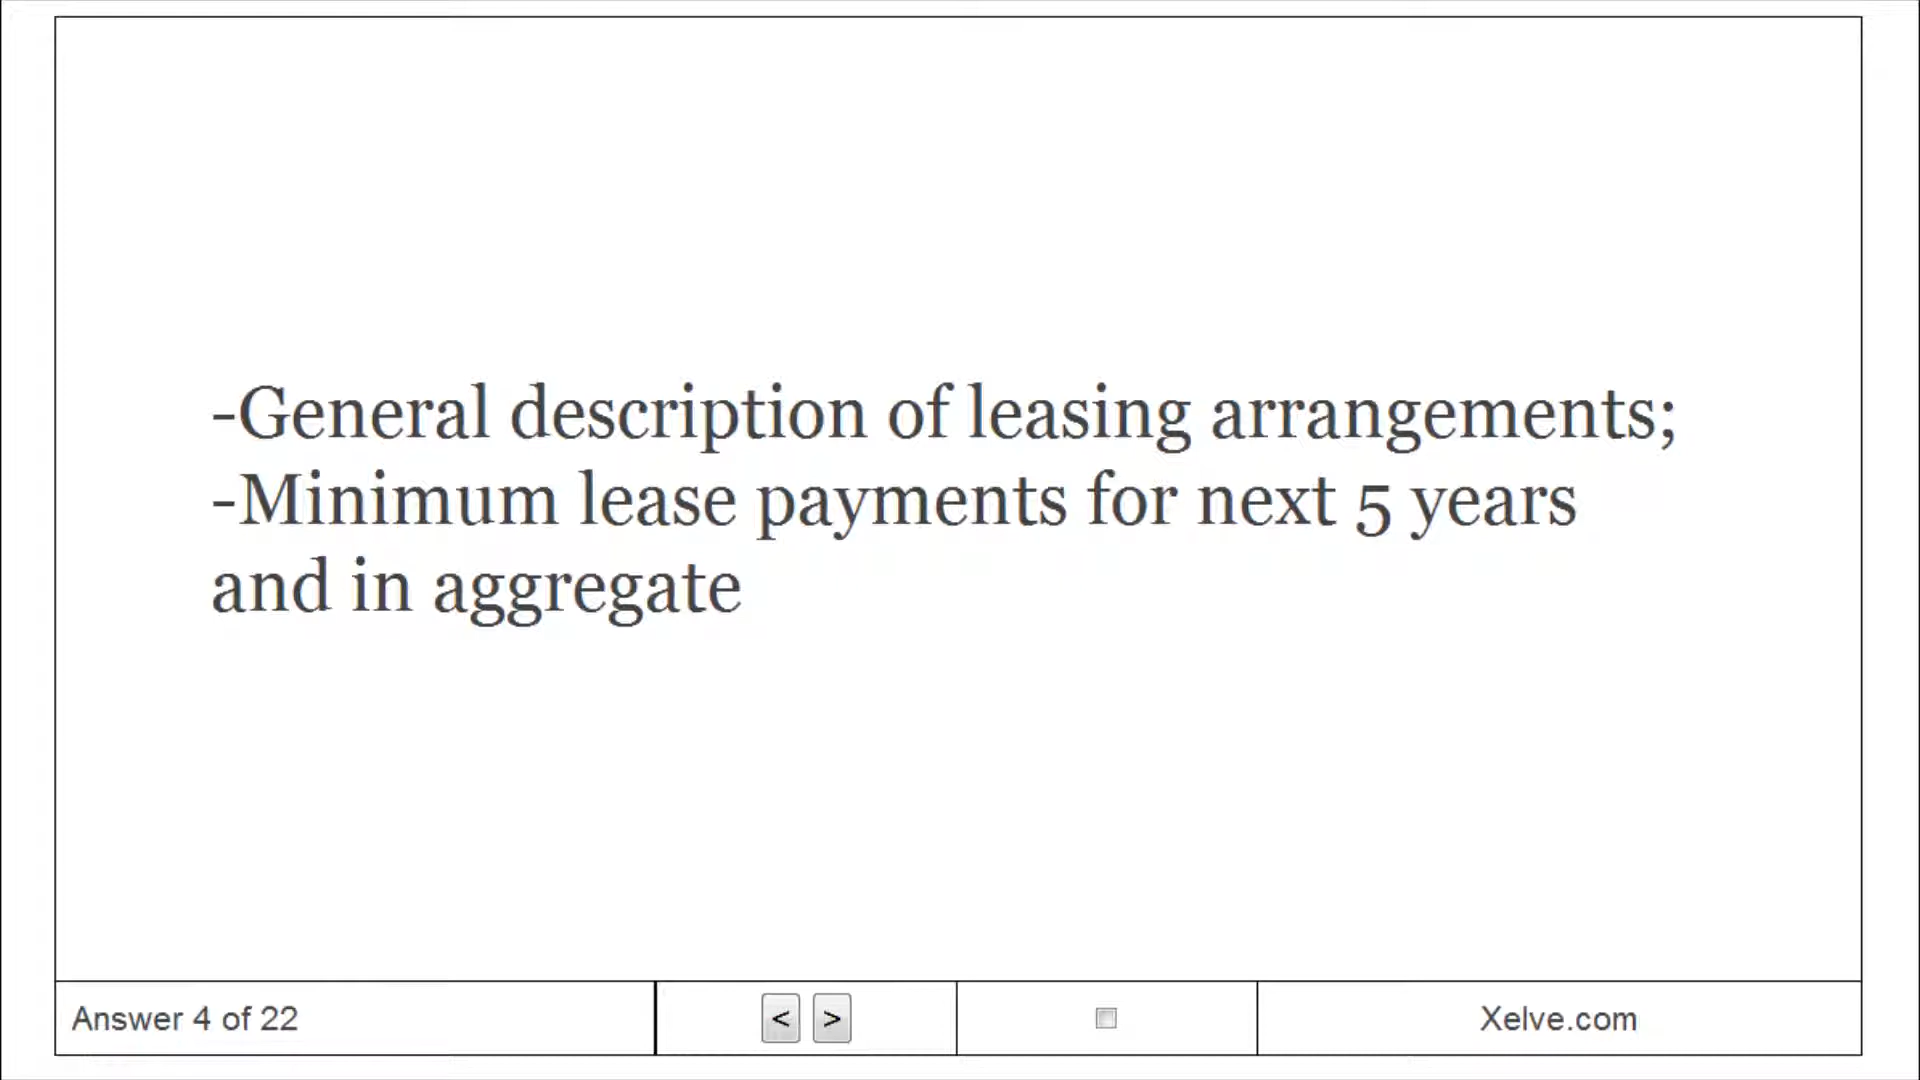 -General description of leasing arrangements;
-Minimum lease payments for next 5 years
and in aggregate
Answer 4 of 22
< >
Xelve.com